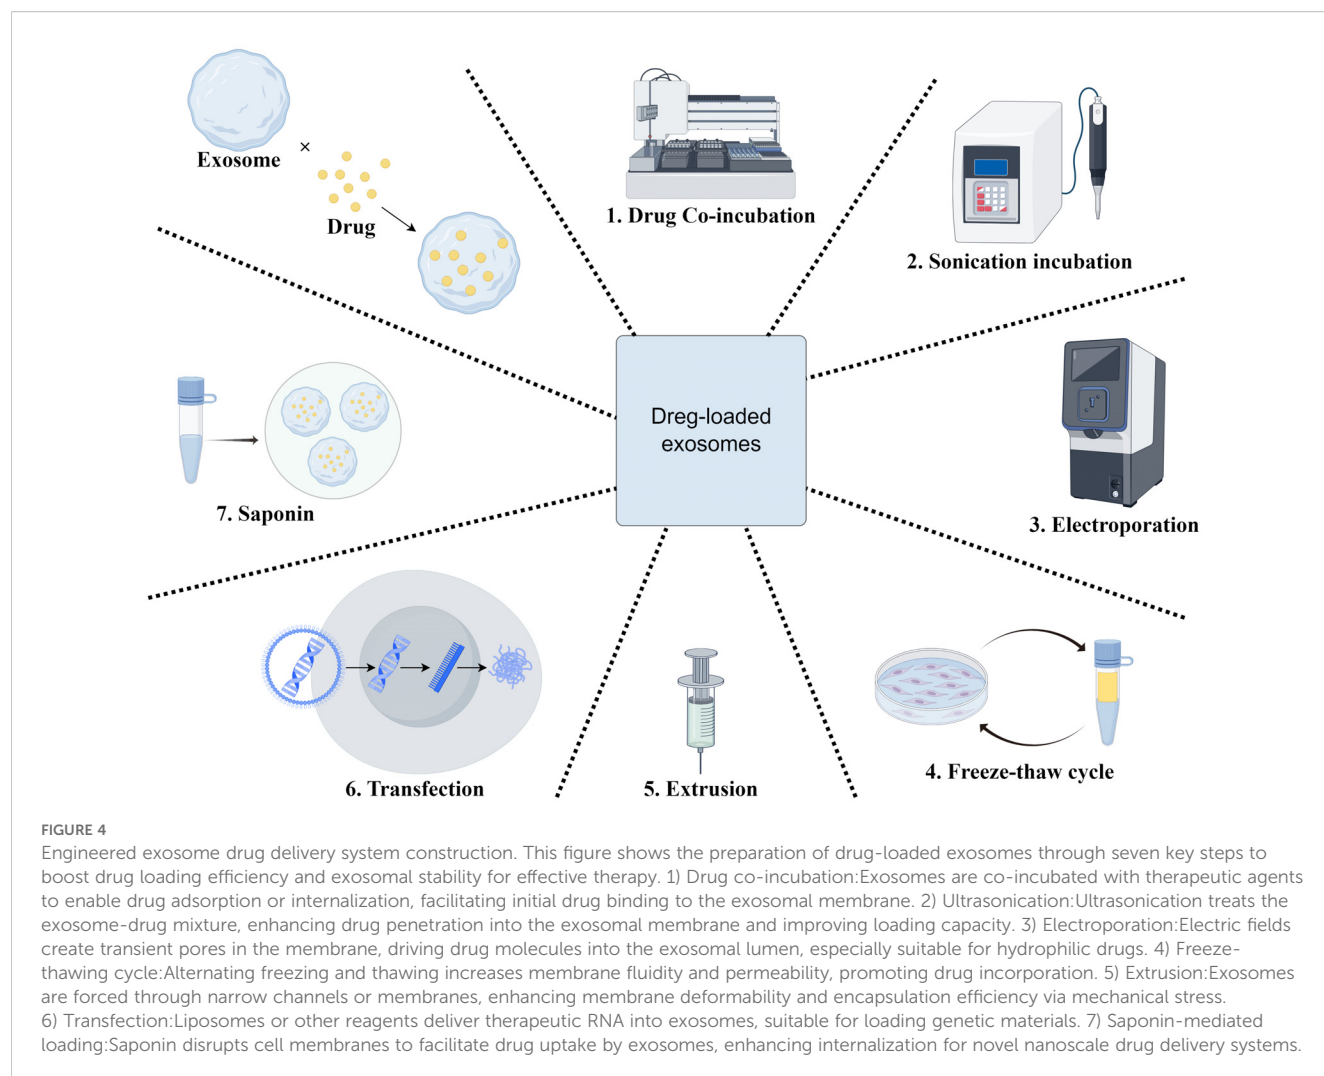 Exosome
×
Drug
1. Drug Co-incubation
2. Sonication incubation
Dreg-loaded
exosomes
3. Electroporation
7. Saponin
6. Transfection
5. Extrusion
4. Freeze-thaw cycle
FIGURE 4
Engineered exosome drug delivery system construction. This figure shows the preparation of drug-loaded exosomes through seven key steps to
boost drug loading efficiency and exosomal stability for effective therapy. 1) Drug co-incubation:Exosomes are co-incubated with therapeutic agents
to enable drug adsorption or internalization, facilitating initial drug binding to the exosomal membrane. 2) Ultrasonication:Ultrasonication treats the
exosome-drug mixture, enhancing drug penetration into the exosomal membrane and improving loading capacity. 3) Electroporation:Electric fields
create transient pores in the membrane, driving drug molecules into the exosomal lumen, especially suitable for hydrophilic drugs. 4) Freeze-
thawing cycle:Alternating freezing and thawing increases membrane fluidity and permeability, promoting drug incorporation. 5) Extrusion:Exosomes
are forced through narrow channels or membranes, enhancing membrane deformability and encapsulation efficiency via mechanical stress.
6) Transfection:Liposomes or other reagents deliver therapeutic RNA into exosomes, suitable for loading genetic materials. 7) Saponin-mediated
loading:Saponin disrupts cell membranes to facilitate drug uptake by exosomes, enhancing internalization for novel nanoscale drug delivery systems.